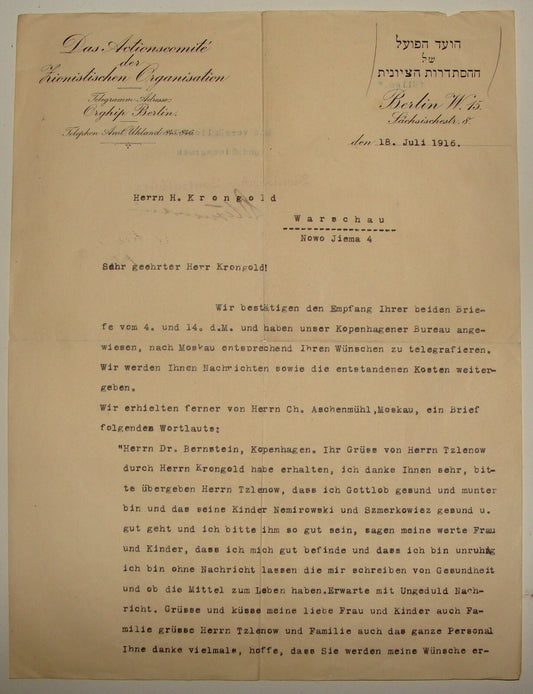 Das Actionscomité
der
Zionistischen Organisation
Telegramm-Adresse:
Orghip Berlin.
Telephon Amt Uhland: 845 & 846.
הועד הפועל
של
ההסתדרות הציונית
Berlin W. 15.
Sächsischestr. 8
den 18. Juli 1916.
Herrn H. Krongold
Warschau
Nowo Jiema 4
Sehr geehrter Herr Krongold!
Wir bestätigen den Empfang Ihrer beiden Brie-
fe vom 4. und 14. d.M. und haben unser Kopenhagener Bureau ange-
wiesen, nach Moskau entsprechend Ihren Wünschen zu telegrafieren.
Wir werden Ihnen Nachrichten sowie die entstandenen Kosten weiter-
geben.
Wir erhielten ferner von Herrn Ch. Aschenmühl,Moskau, ein Brief
folgenden Wortlauts:
"Herrn Dr. Bernstein, Kopenhagen. Ihr Grüss von Herrn Tzlenow
durch Herrn Krongold habe erhalten, ich danke Ihnen sehr, bit-
te übergeben Herrn Tzlenow, dass ich Gottlob gesund und munter
bin und das seine Kinder Nemirowski und Szmerkowiez gesund u.
gut geht und ich bitte ihm so gut sein, sagen meine werte Frau
und Kinder, dass ich mich gut befinde und dass ich bin unruhig
ich bin ohne Nachricht lassen die mir schreiben von Gesundheit
und ob die Mittel zum Leben haben.Erwarte mit Ungeduld Nach-
richt. Grüsse und küsse meine liebe Frau und Kinder auch Fa-
milie grüsse Herrn Tzlenow und Familie auch das ganze Personal
Ihne danke vielmals, hoffe, dass Sie werden meine Wünsche er-